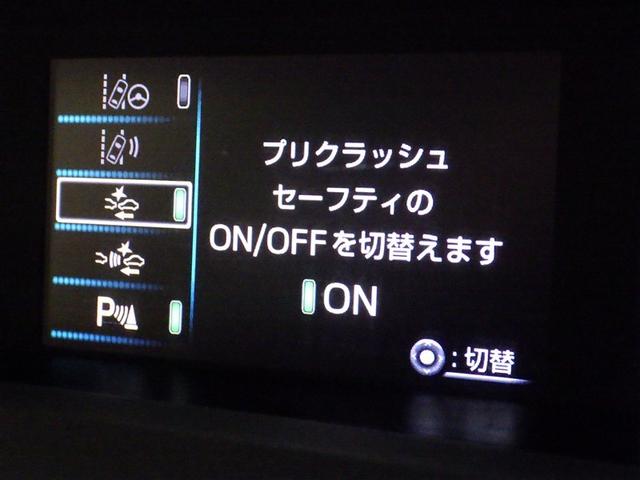 プリクラッシュ
セーフティの
ON/OFFを切替えます
ON
:切替
P